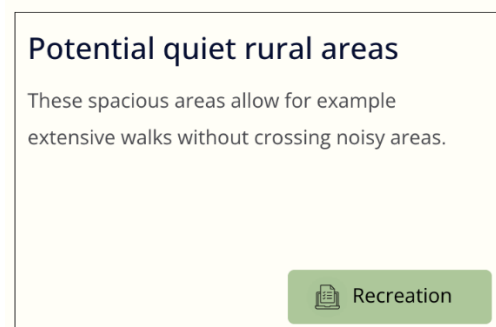 Potential quiet rural areas
These spacious areas allow for example
extensive walks without crossing noisy areas.
Recreation